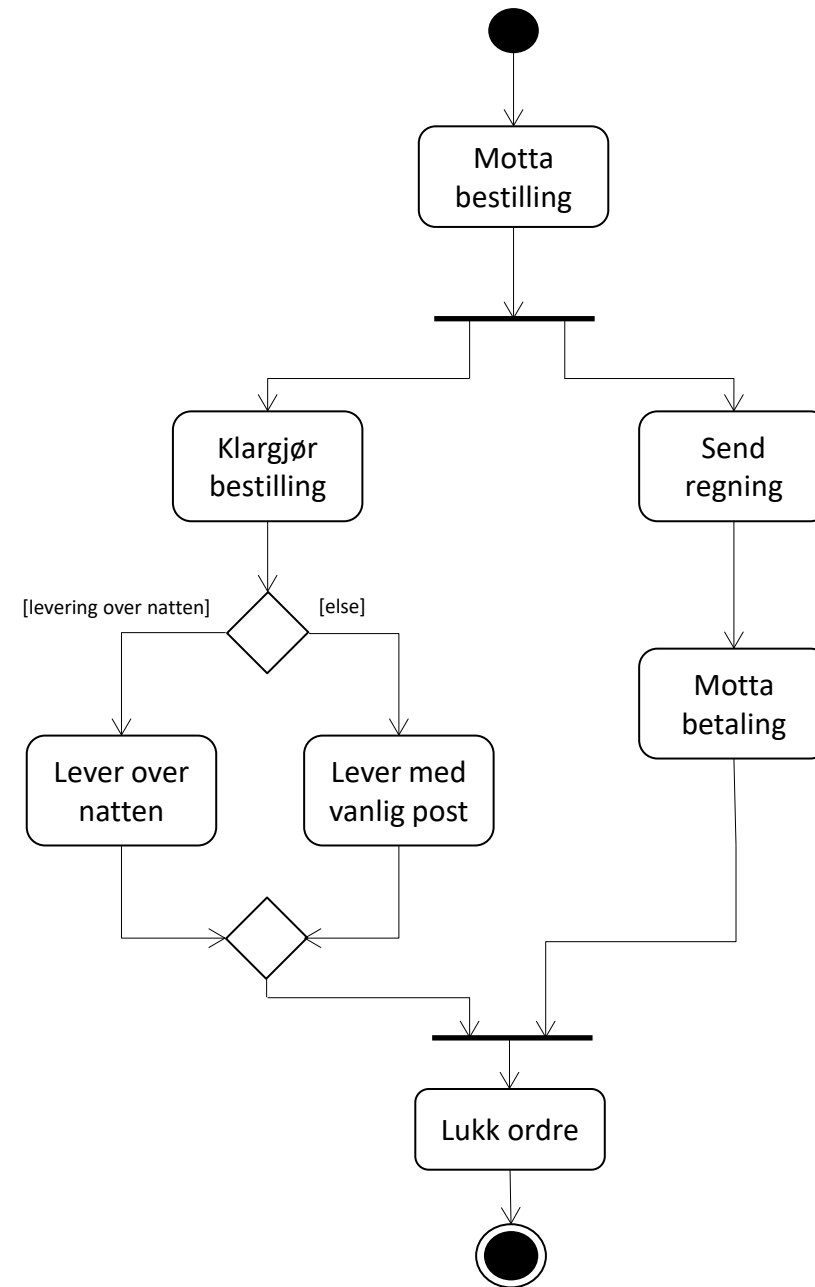 Motta
bestilling
Klargjør
bestilling
Send
regning
[levering over natten]
[else]
Motta
betaling
Lever over
natten
Lever med
vanlig post
Lukk ordre